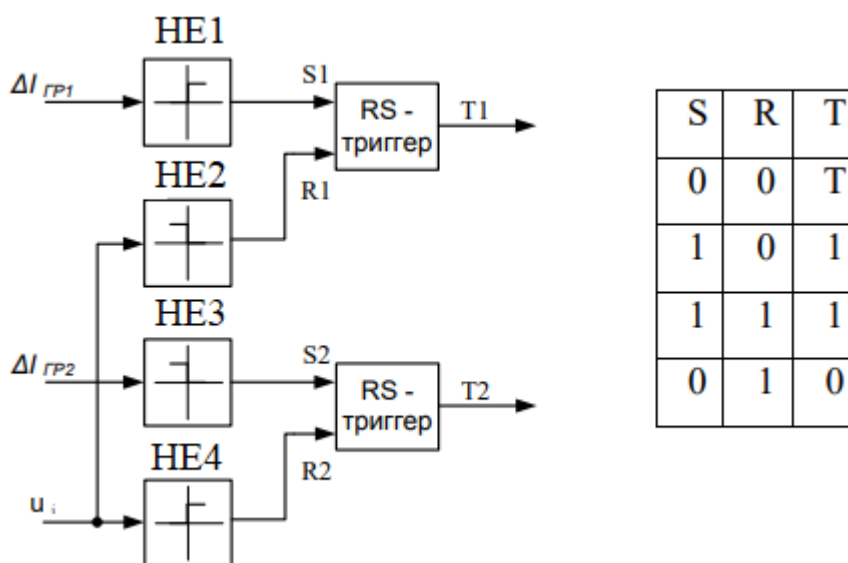 НЕ1
ΔI ГР1
S1
RS -
триггер
T1
НЕ2
R1
НЕ3
ΔI ГР2
S2
RS -
триггер
T2
НЕ4
R2
u i
S R T
0 0 T
1 0 1
1 1 1
0 1 0